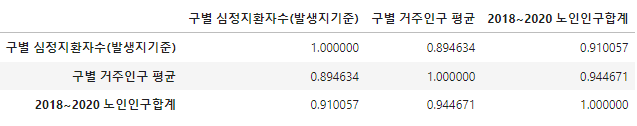 구별 심정지환자수(발생지기준) 구별 거주인구 평균 2018~2020 노인인구합계
구별 심정지환자수(발생지기준) 1.000000 0.894634 0.910057
구별 거주인구 평균 0.894634 1.000000 0.944671
2018~2020 노인인구합계 0.910057 0.944671 1.000000